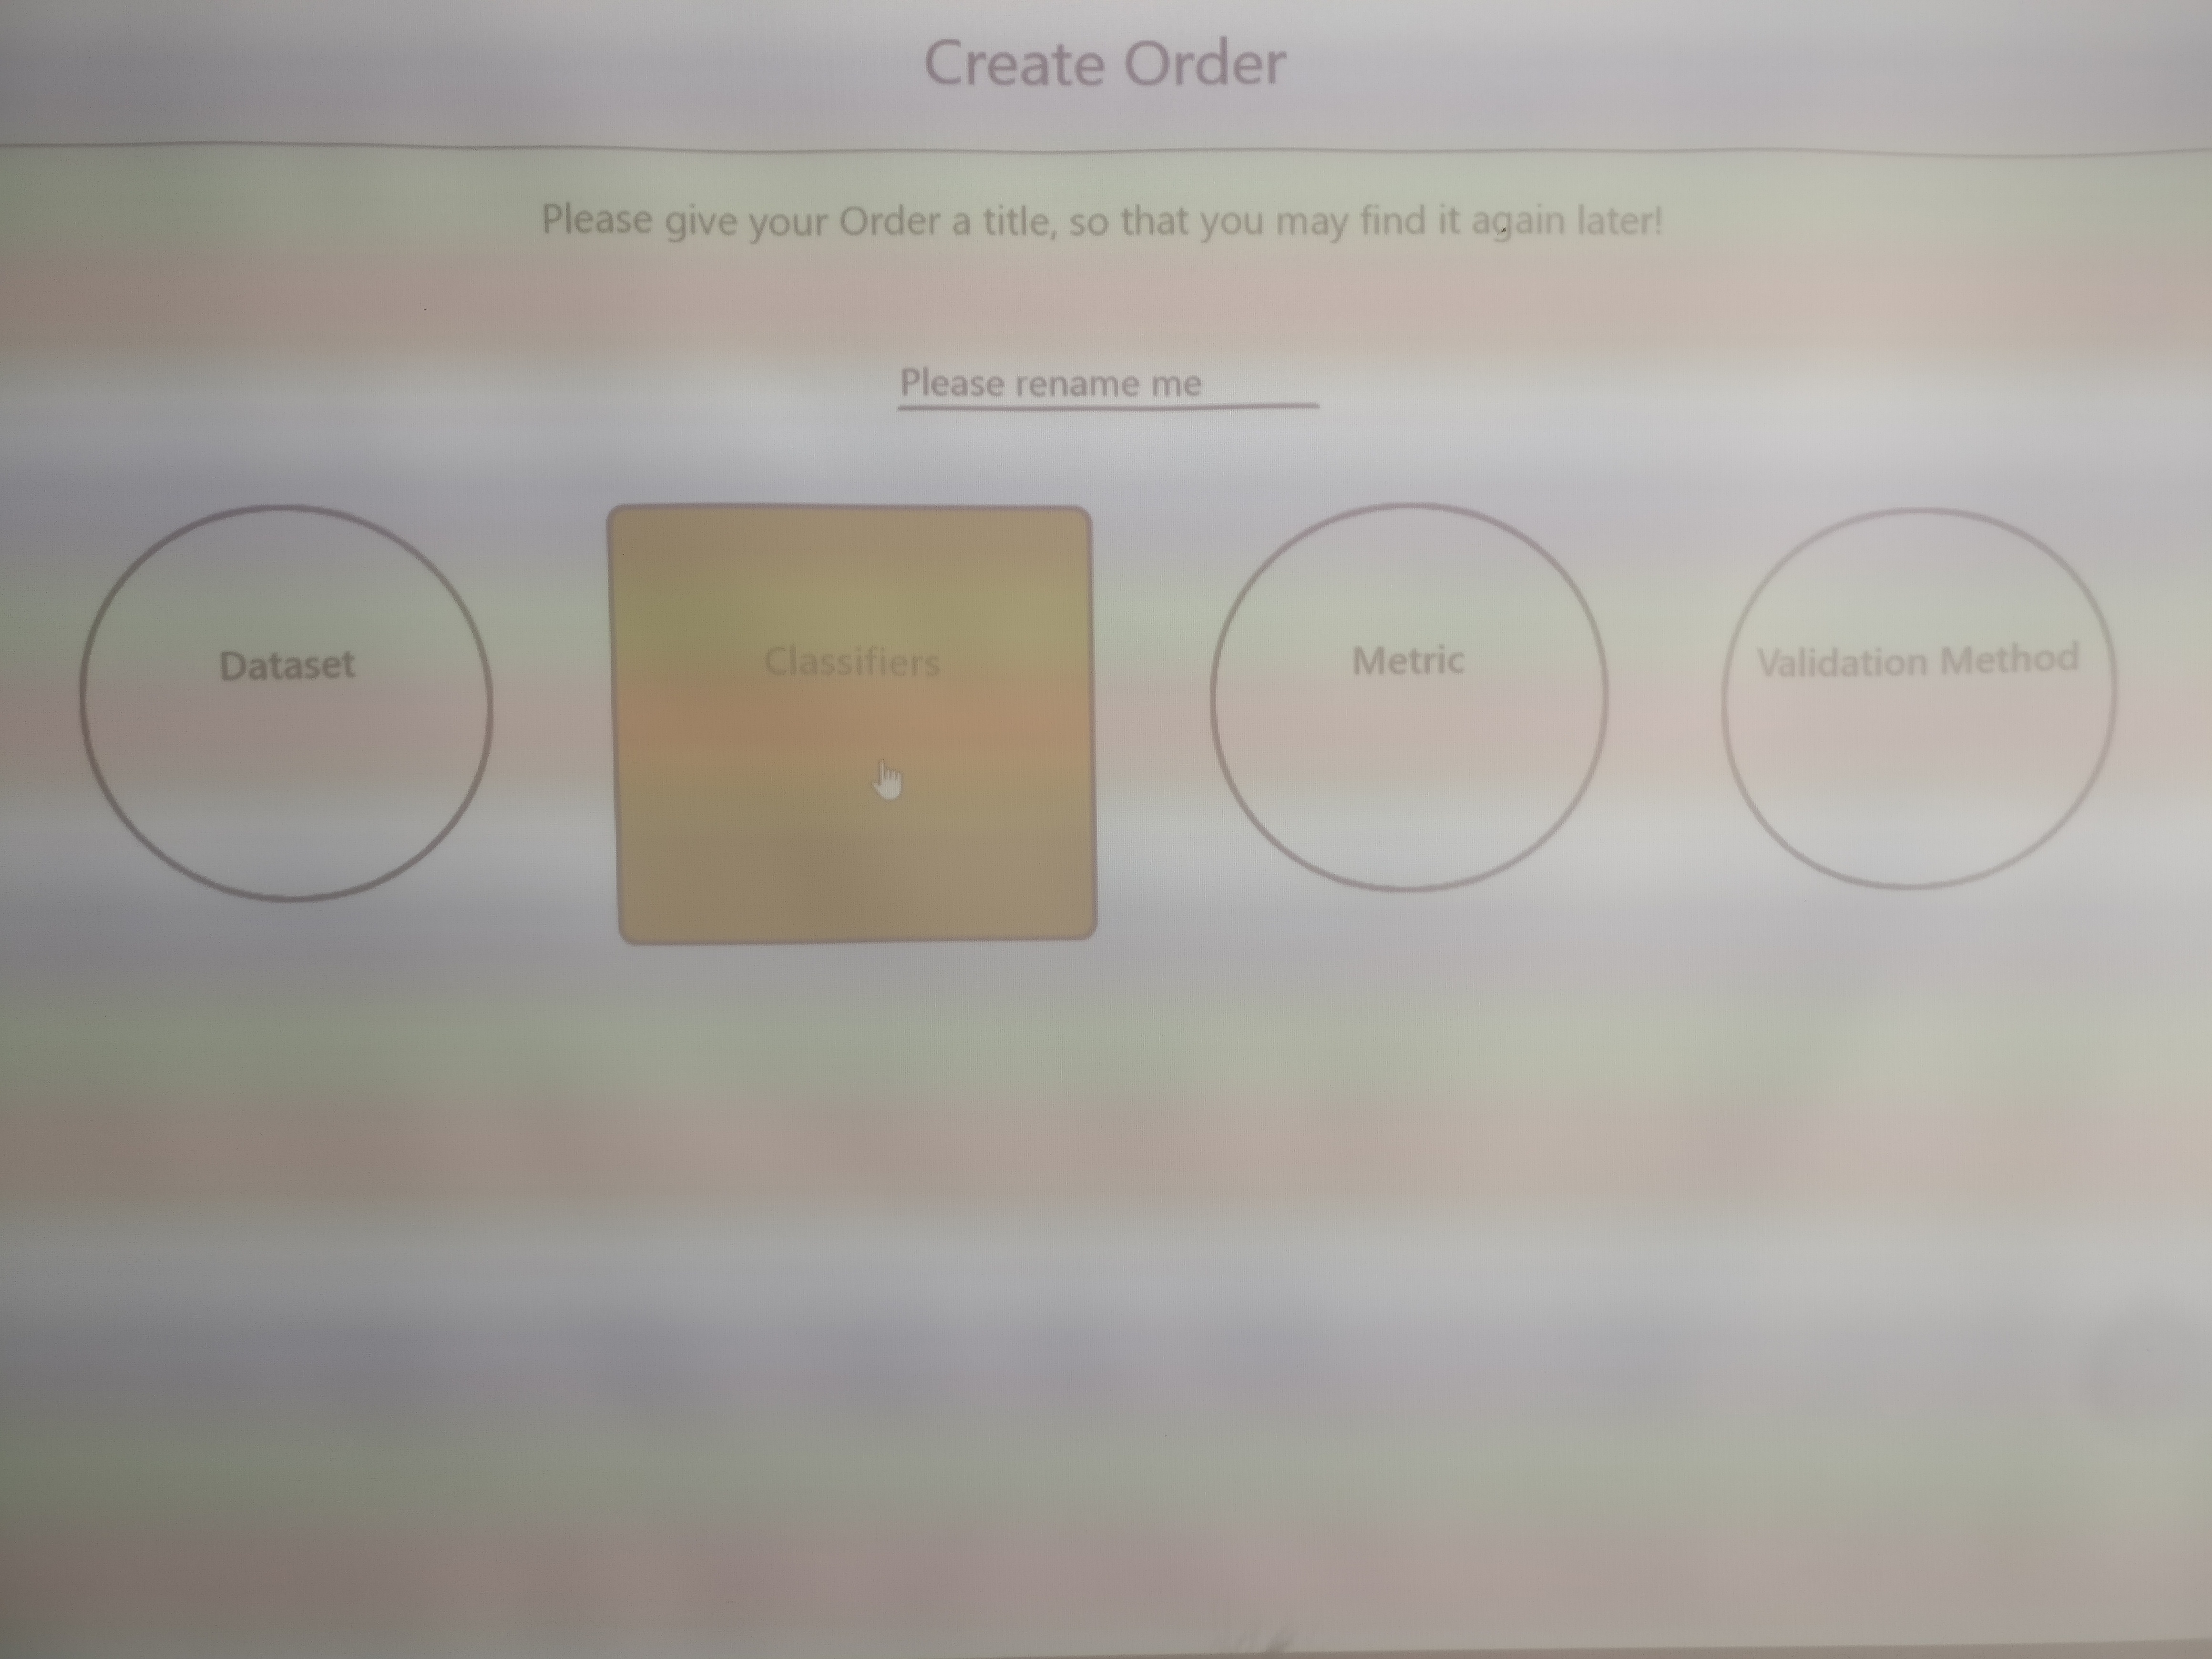 Create Order
Please give your Order a title, so that you may find it again later!
Please rename me
Dataset
Classifiers
Metric
Validation Method